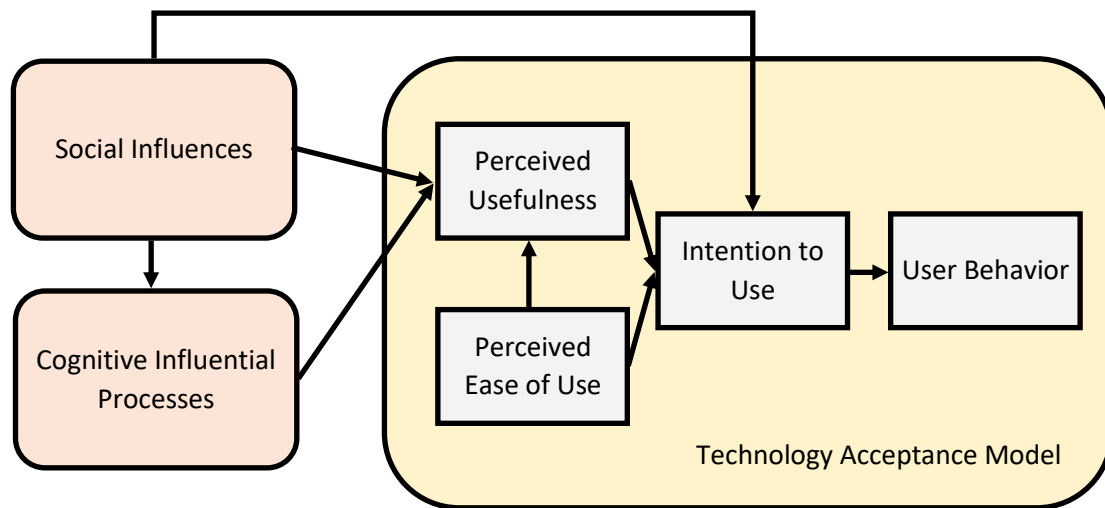 Social Influences
Cognitive Influential
Processes
Perceived
Usefulness
Perceived
Ease of Use
Intention to
Use
User Behavior
Technology Acceptance Model